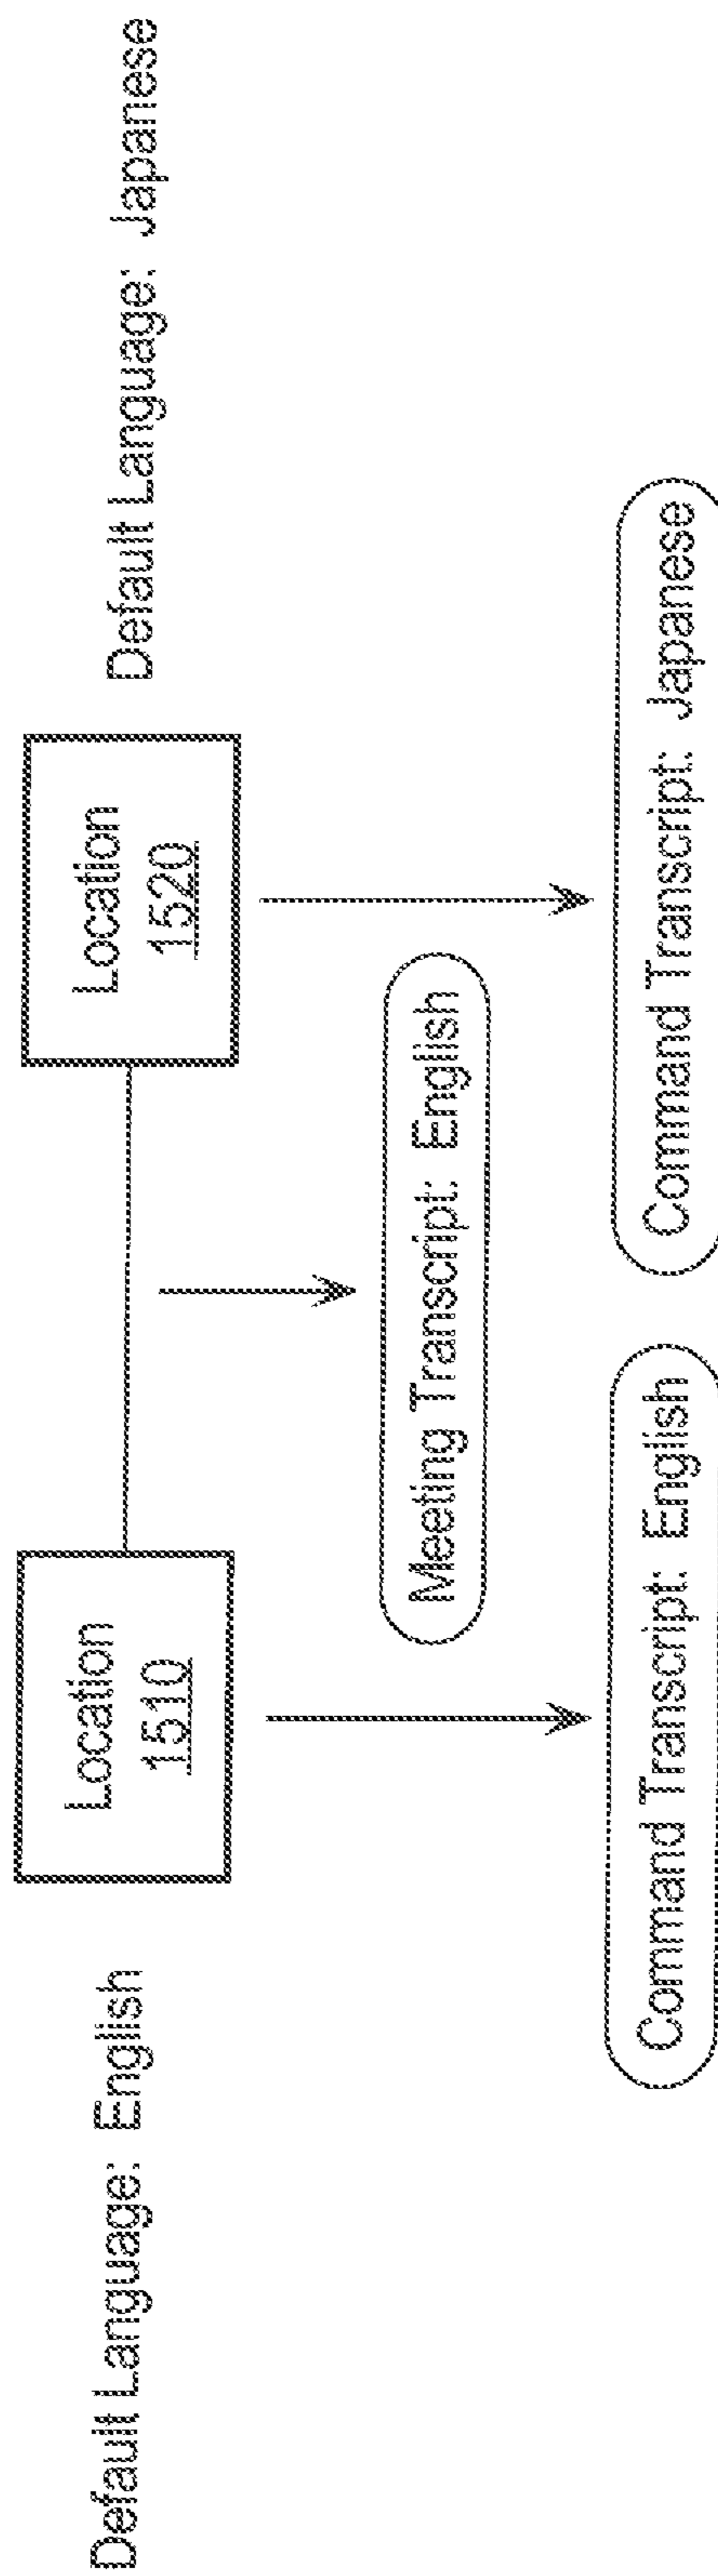 Default Language: English
Location
1510
Location
1520
Default Language: Japanese
Meeting Transcript: English
Command Transcript: English
Command Transcript: Japanese